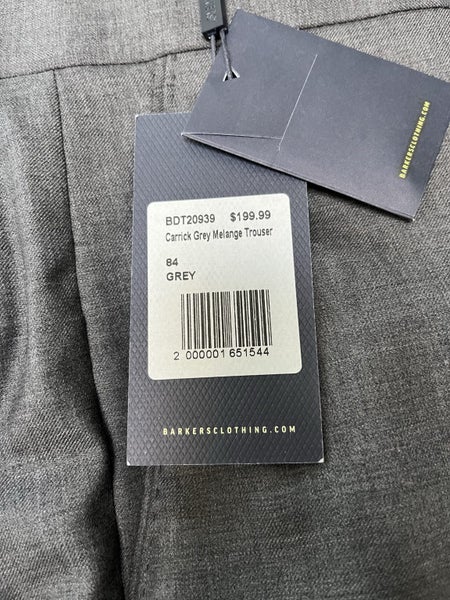 BARKERSCLOTHING.COM
BDT20939 $199.99
Carrick Grey Melange Trouser
84
GREY
2 000001 651544
BARKERSCLOTHING.COM